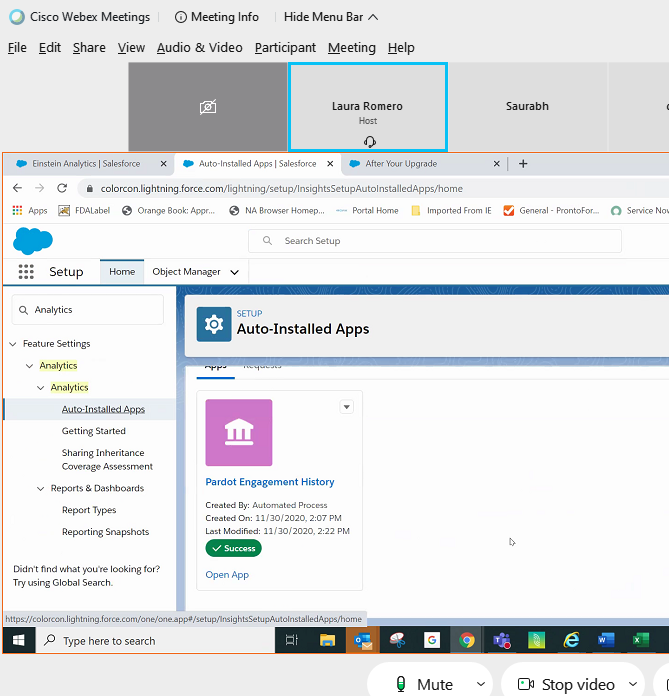 Cisco Webex Meetings
Meeting Info
Hide Menu Bar
File Edit Share View Audio & Video Participant Meeting Help
Laura Romero
Host
Saurabh
Einstein Analytics | Salesforce
Auto-Installed Apps | Salesforce
After Your Upgrade
colorcon.lightning.force.com/lightning/setup/InsightsSetupAutoInstalledApps/home
Apps FDALabel Orange Book: Appr... NA Browser Homep... Portal Home Imported From IE General - ProntoFor... Service Now
Search Setup
Setup Home Object Manager
Analytics
SETUP
Auto-Installed Apps
Feature Settings
Analytics
Analytics
Auto-Installed Apps
Getting Started
Sharing Inheritance
Coverage Assessment
Reports & Dashboards
Report Types
Reporting Snapshots
Didn't find what you're looking for?
Try using Global Search.
Apps Requests
Pardot Engagement History
Created By: Automated Process
Created On: 11/30/2020, 2:07 PM
Last Modified: 11/30/2020, 2:22 PM
Success
Open App
https://colorcon.lightning.force.com/one/one.app#/setup/InsightsSetupAutoInstalledApps/home
Type here to search
Mute
Stop video